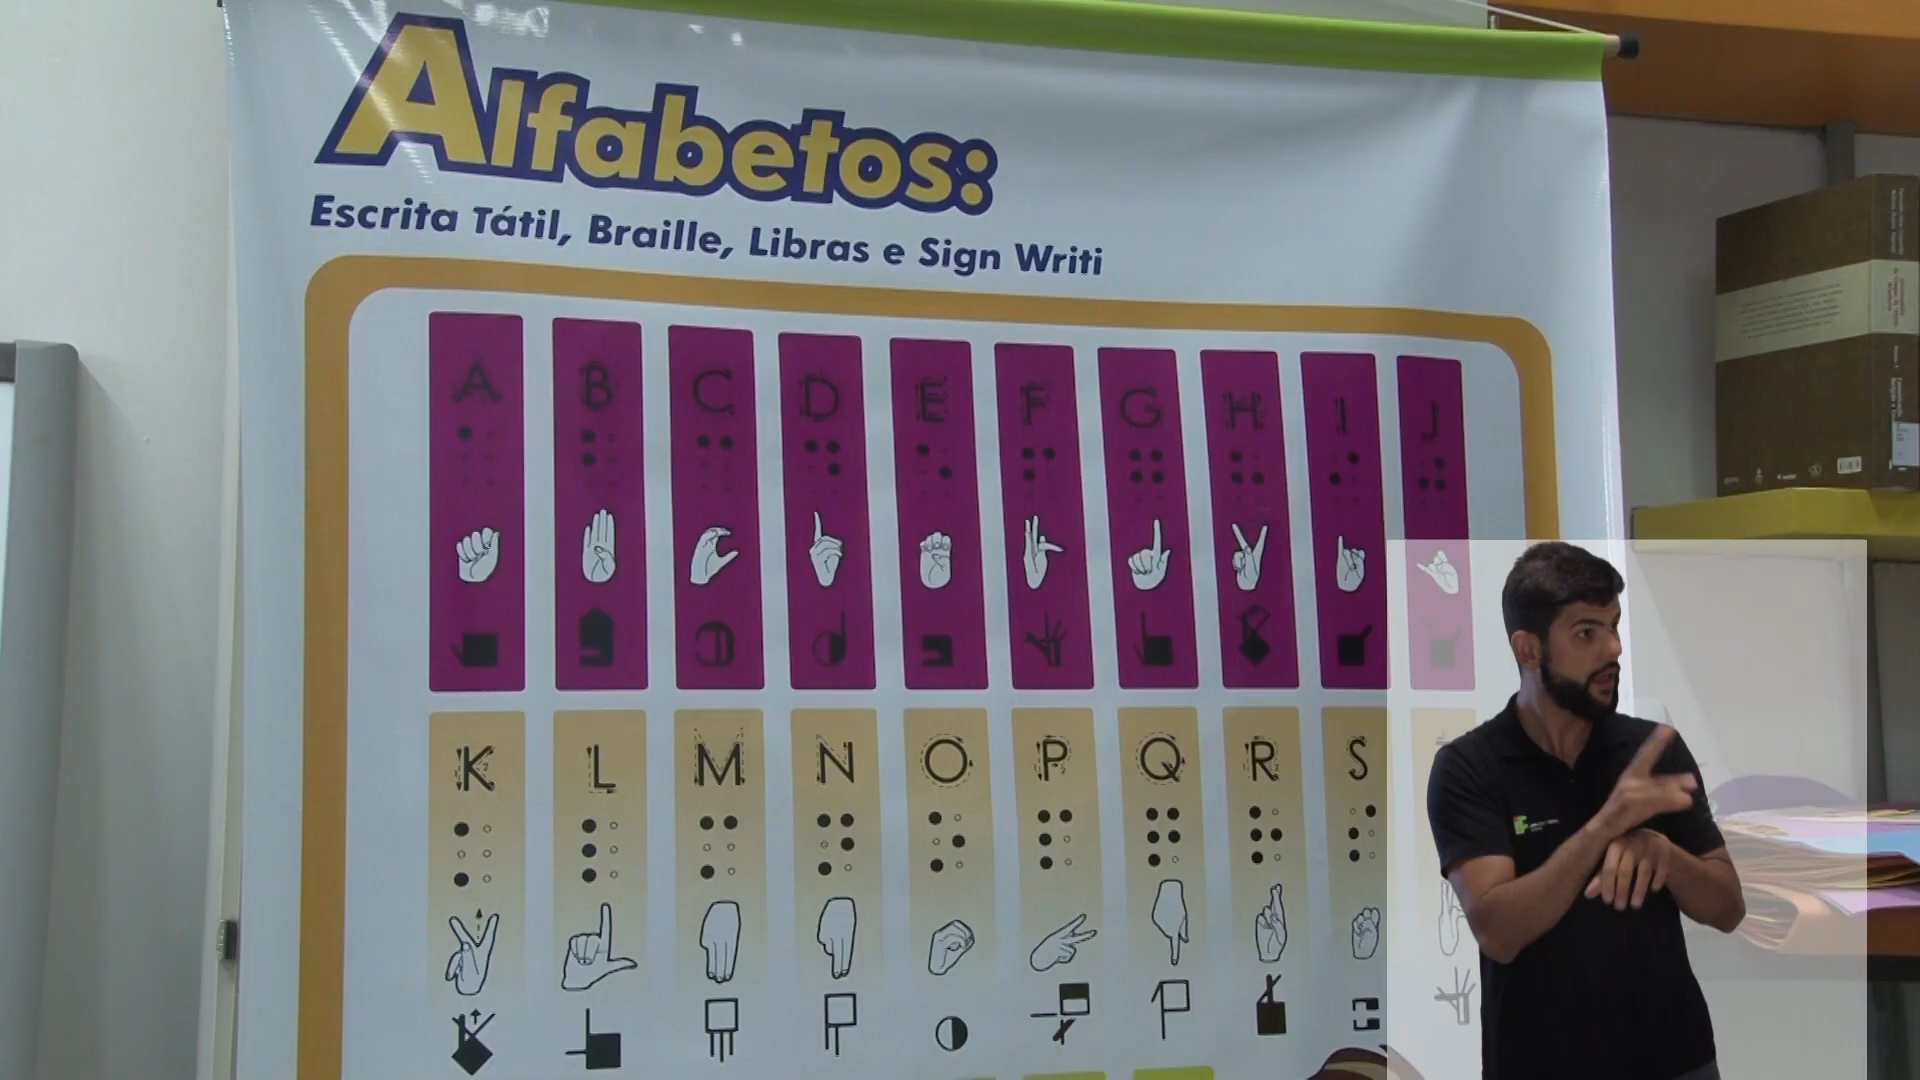 Alfabetos:
Escrita Tátil, Braille, Libras e Sign Writi
A B C D E F G H I J
K L M N O P Q R S